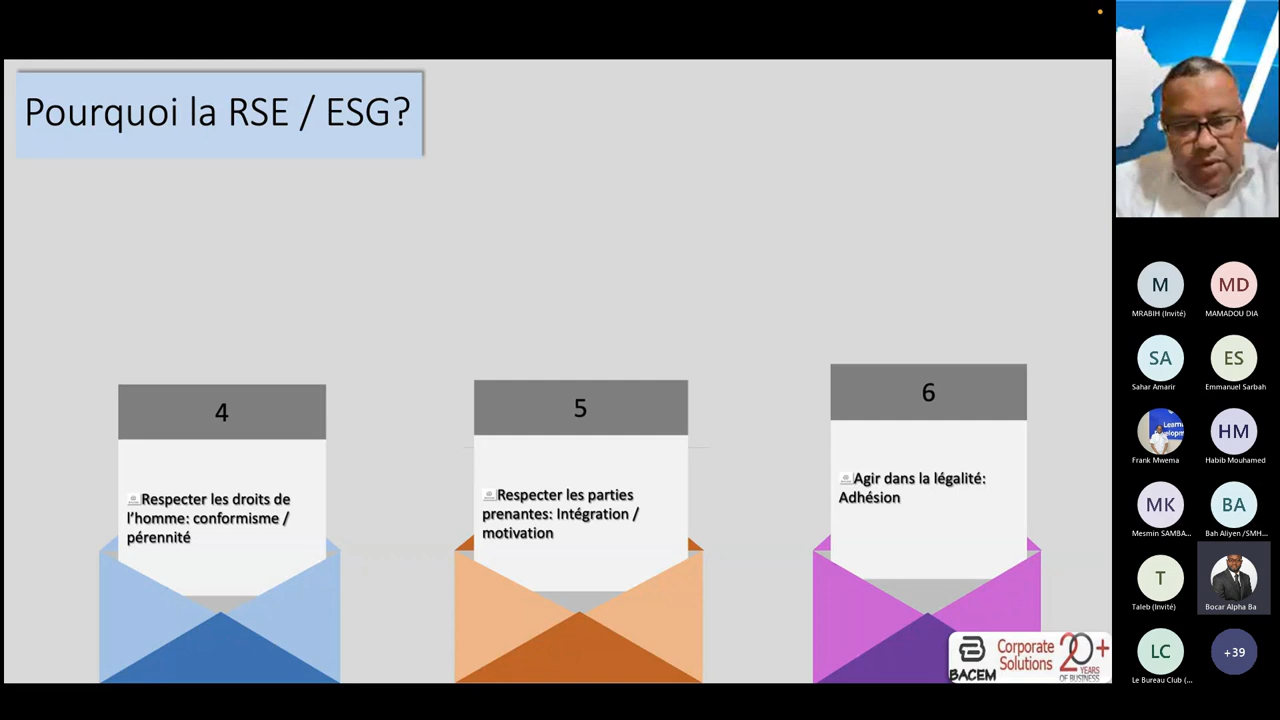 Pourquoi la RSE / ESG?
4
Respecter les droits de
l’homme: conformisme /
pérennité
5
Respecter les parties
prenantes: Intégration /
motivation
6
Agir dans la légalité:
Adhésion
BACEM
Corporate
Solutions
20+
YEARS
OF BUSINESS
M
MRABIH (Invité)
MD
MAMADOU DIA
SA
Sahar Amarir
ES
Emmanuel Sarbah
Frank Mwema
HM
Habib Mouhamed
MK
Mesmin SAMBA...
BA
Bah Aliyen /SMH...
T
Taleb (Invité)
Bocar Alpha Ba
LC
Le Bureau Club (...
+39